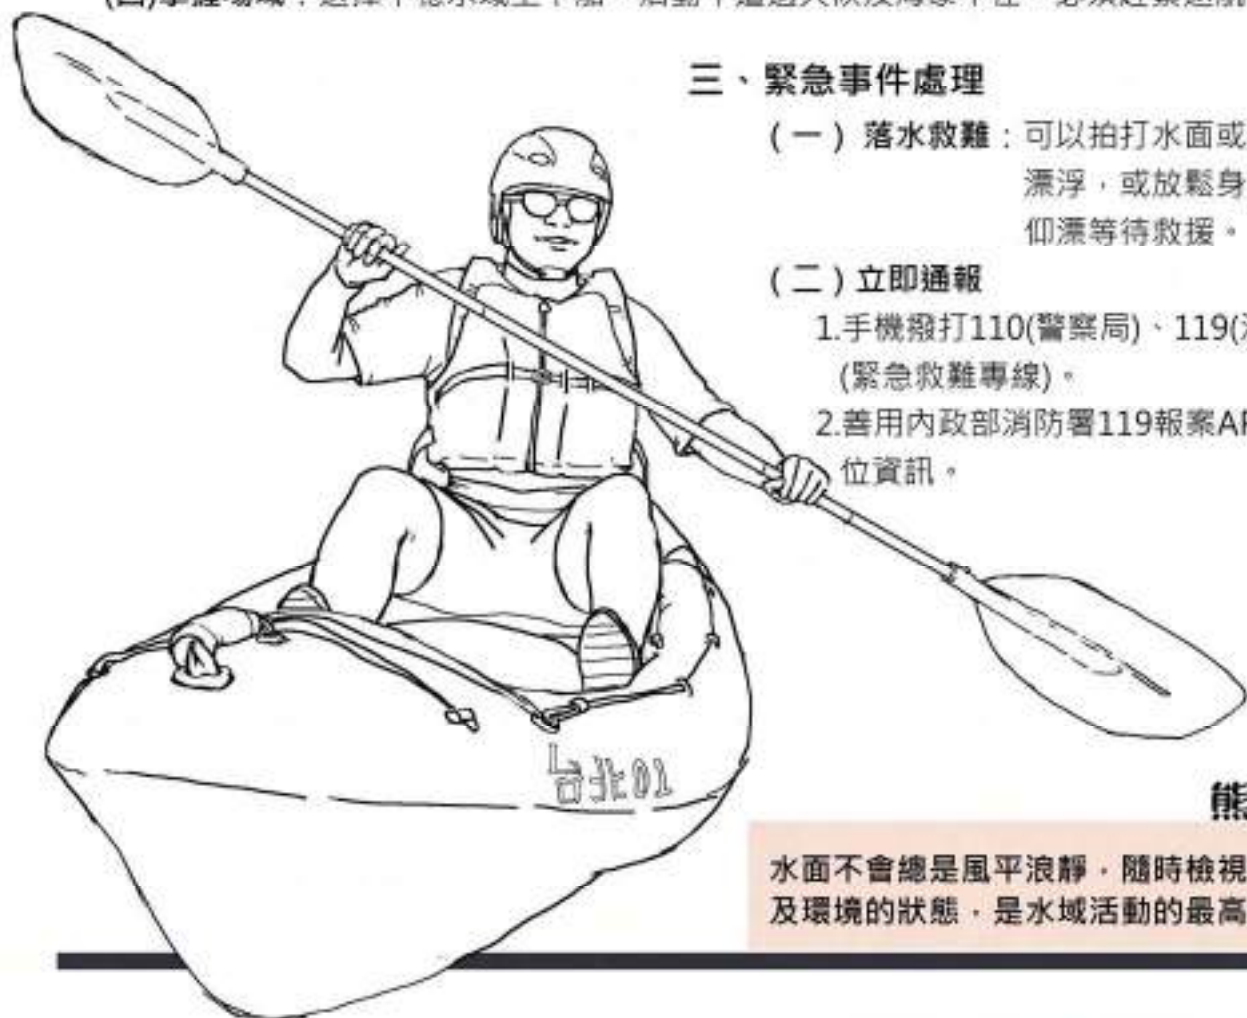 三、緊急事件處理
(一) 落水救難：可以拍打水面或
漂浮，或放鬆身
仰漂等待救援。
(二) 立即通報
1.手機撥打110(警察局)、119(
(緊急救難專線)。
2.善用內政部消防署119報案AP
位資訊。
台北01
熊
水面不會總是風平浪靜，隨時檢視
及環境的狀態，是水域活動的最高